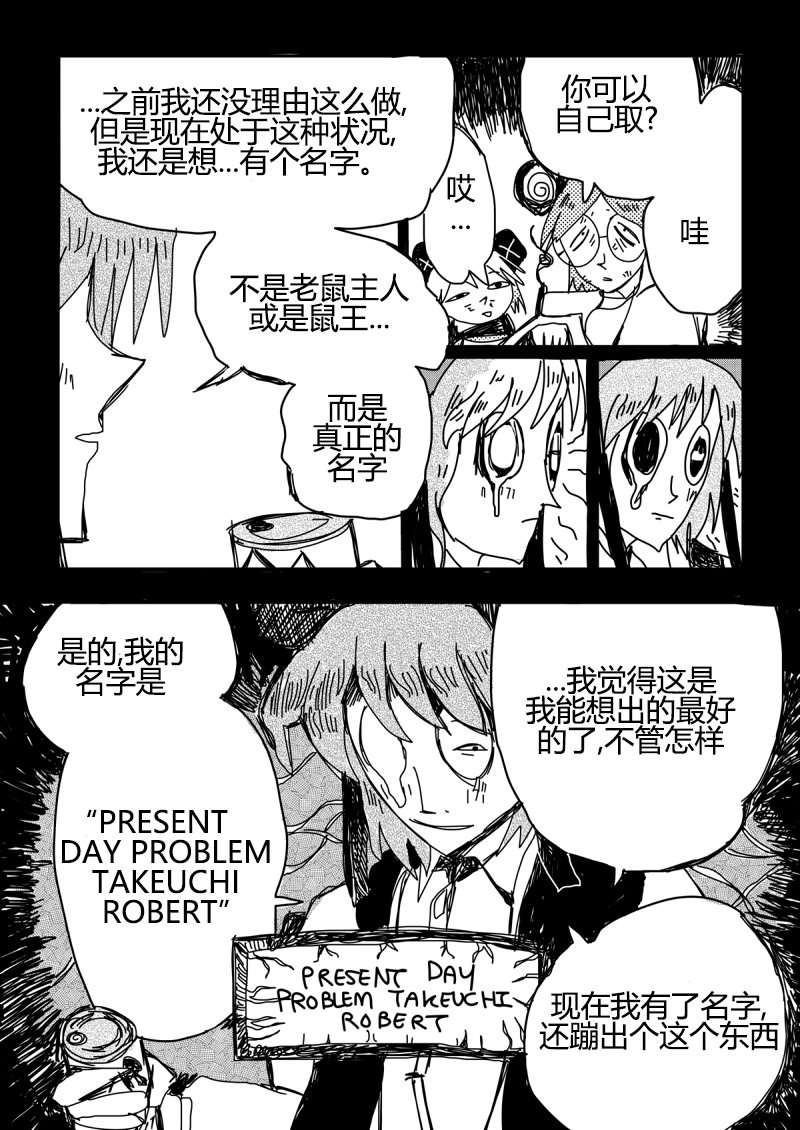 …之前我还没理由这么做,
但是现在处于这种状况,
我还是想…有个名字。
你可以
自己取?
哎
…
哇
不是老鼠主人
或是鼠王…
而是
真正的
名字
是的,我的
名字是
“PRESENT
DAY PROBLEM
TAKEUCHI
ROBERT”
…我觉得这是
我能想出的最好
的了,不管怎样
PRESENT DAY
PROBLEM TAKEUCHI
ROBERT
现在我有了名字,
还蹦出个这个东西